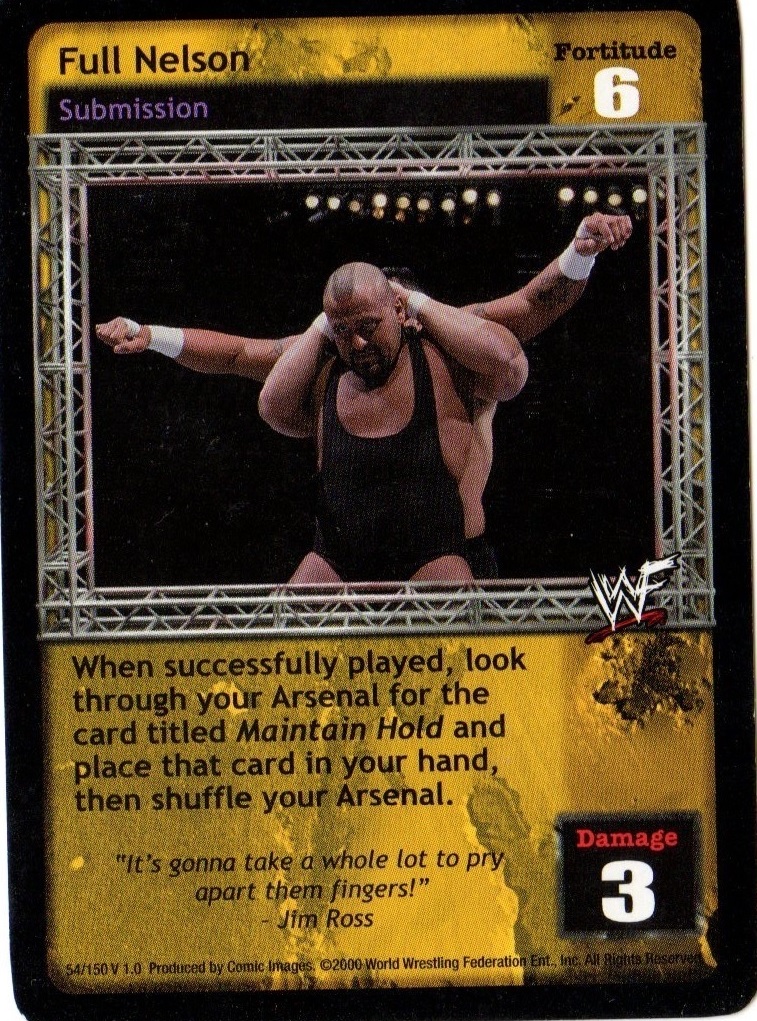 Full Nelson
Fortitude
6
Submission
WF
When successfully played, look
through your Arsenal for the
card titled Maintain Hold and
place that card in your hand,
then shuffle your Arsenal.
"It's gonna take a whole lot to pry
apart them fingers!"
- Jim Ross
Damage
3
54/150 V 1.0 Produced by Comic Images. ©2000 World Wrestling Federation Ent., Inc. All Rights Reserved